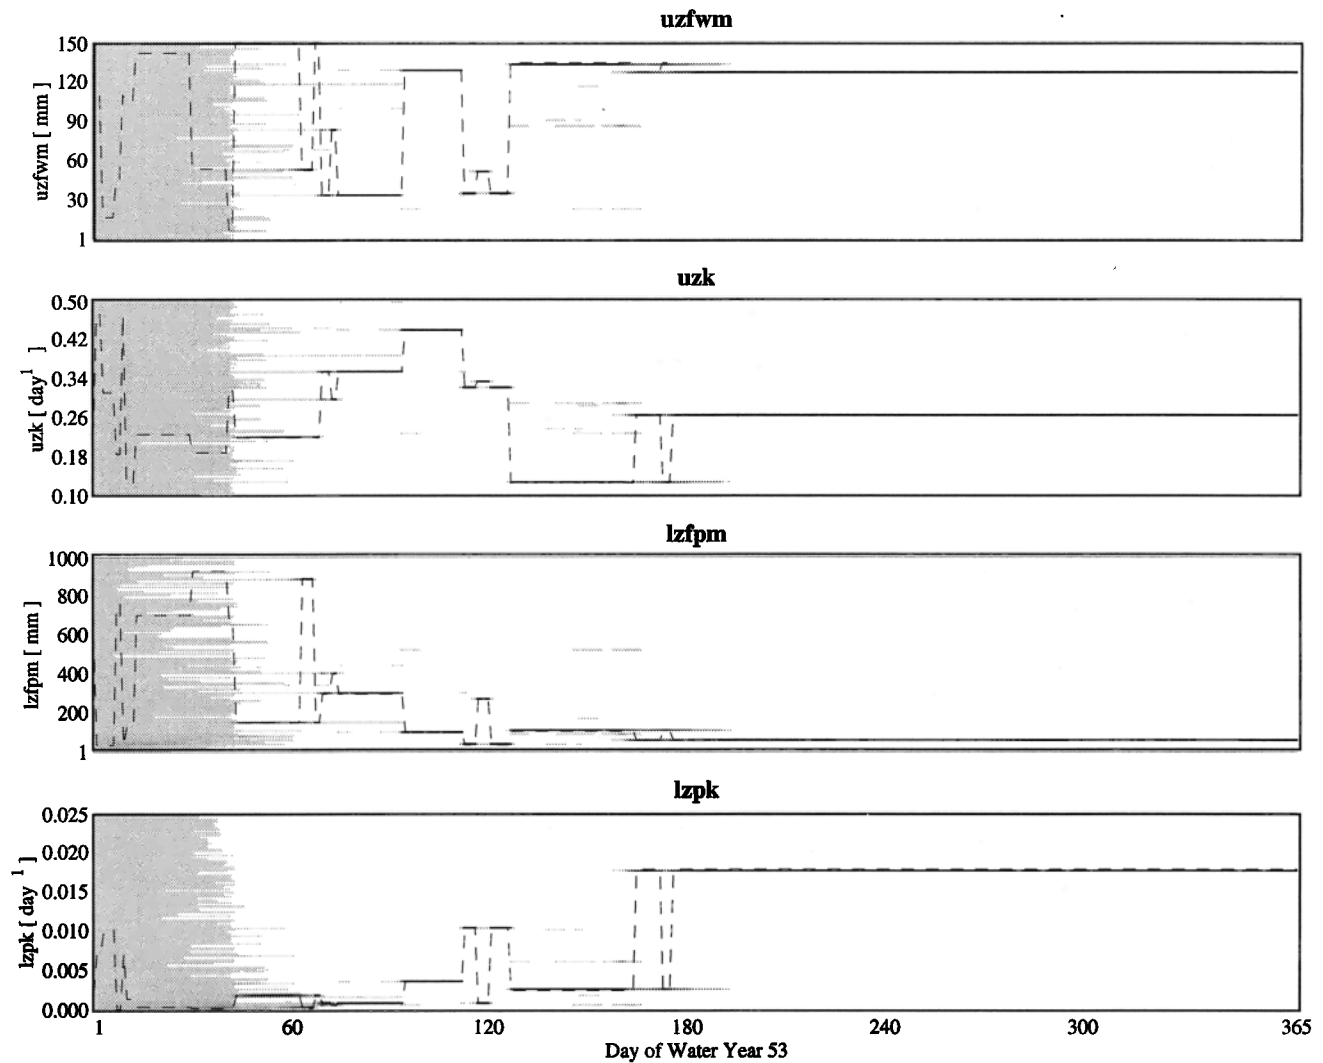 uzfwm
150
120
90
60
30
1
uzfwm [ mm ]
uzk
0.50
0.42
0.34
0.26
0.18
0.10
uzk [ day1 ]
lzfpm
1000
800
600
400
200
1
lzfpm [ mm ]
lzpk
0.025
0.020
0.015
0.010
0.005
0.000
lzpk [ day 1 ]
1 60 120 180 240 300 365
Day of Water Year 53